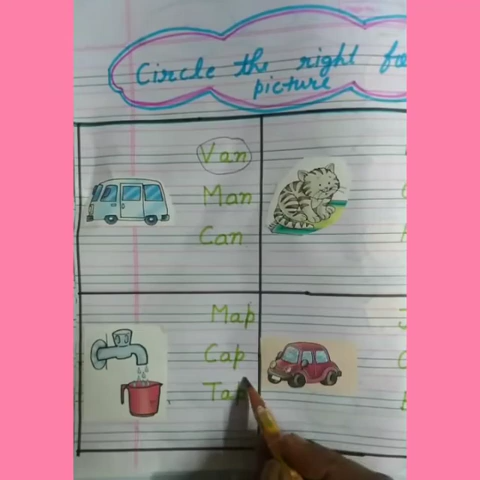 Circle the right
picture
Van
Man
Can
Map
Cap
Tap